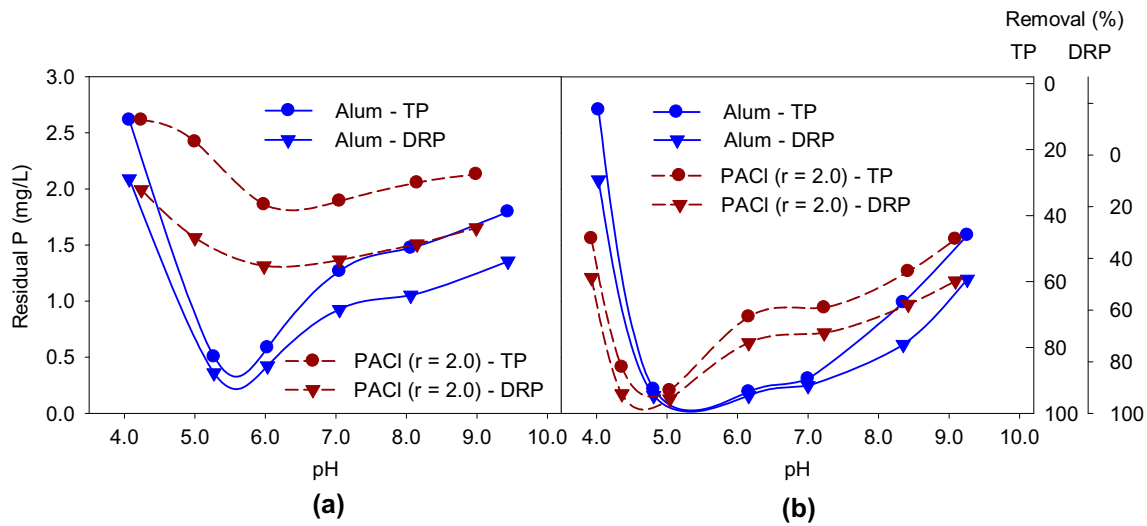 Removal (%)
TP DRP
3.0
2.5
2.0
1.5
1.0
0.5
0.0
Residual P (mg/L)
Alum - TP
Alum - DRP
PACl (r = 2.0) - TP
PACl (r = 2.0) - DRP
4.0 5.0 6.0 7.0 8.0 9.0 10.0
pH
(a)
Alum - TP
Alum - DRP
PACl (r = 2.0) - TP
PACl (r = 2.0) - DRP
4.0 5.0 6.0 7.0 8.0 9.0 10.0
pH
(b)
0
20
40
60
80
100
0
20
40
60
80
100